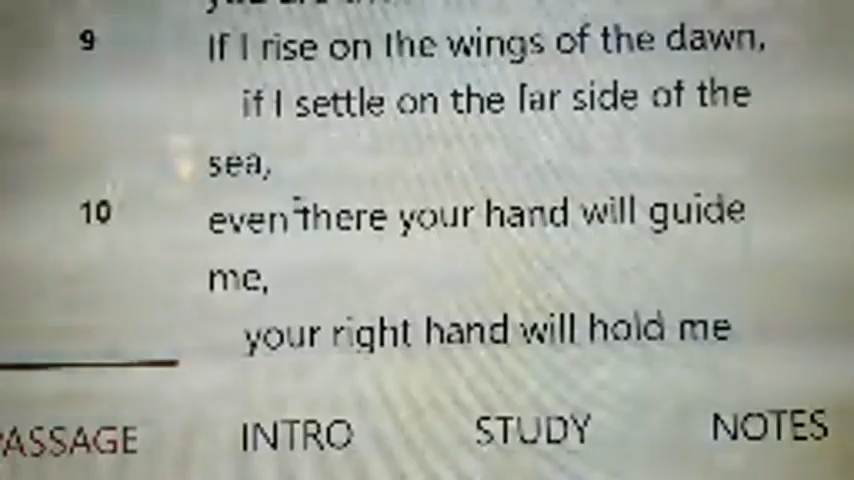 9 If I rise on the wings of the dawn,
if I settle on the far side of the
sea,
10 even there your hand will guide
me,
your right hand will hold me
PASSAGE INTRO STUDY NOTES